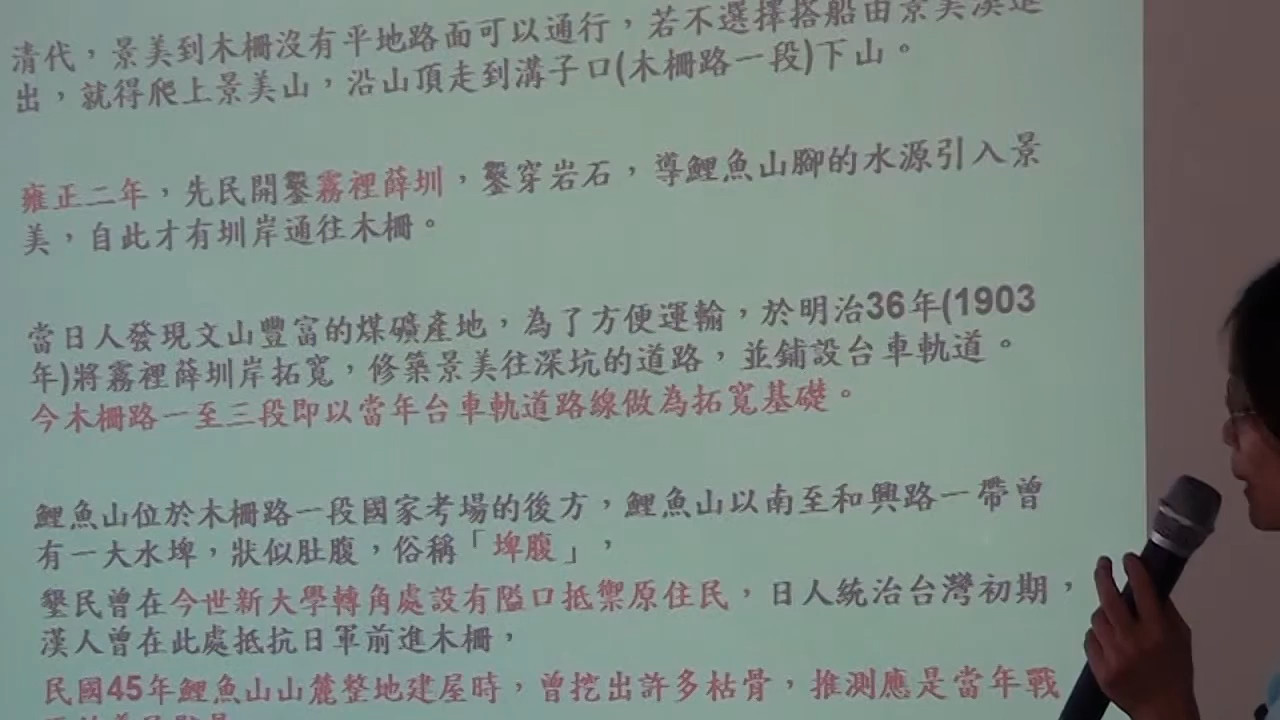 清代，景美到木柵沒有平地路面可以通行，若不選擇搭船由景美溪進
出，就得爬上景美山，沿山頂走到溝子口(木柵路一段)下山。
雍正二年，先民開鑿霧裡薛圳，鑿穿岩石，導鯉魚山腳的水源引入景
美，自此才有圳岸通往木柵。
當日人發現文山豐富的煤礦產地，為了方便運輸，於明治36年(1903
年)將霧裡薛圳岸拓寬，修築景美往深坑的道路，並鋪設台車軌道。
今木柵路一至三段即以當年台車軌道路線做為拓寬基礎。
鯉魚山位於木柵路一段國家考場的後方，鯉魚山以南至和興路一帶曾
有一大水埤，狀似肚腹，俗稱「埤腹」，
墾民曾在今世新大學轉角處設有隘口抵禦原住民，日人統治台灣初期，
漢人曾在此處抵抗日軍前進木柵，
民國45年鯉魚山山麓整地建屋時，曾挖出許多枯骨，推測應是當年戰